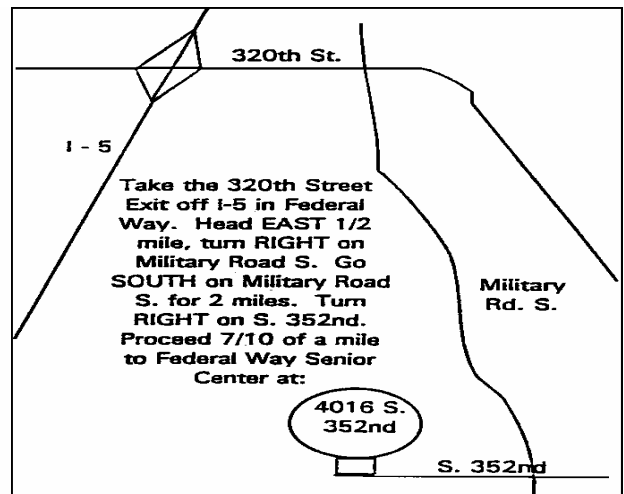 320th St.
I - 5
Take the 320th Street
Exit off I-5 in Federal
Way. Head EAST 1/2
mile, turn RIGHT on
Military Road S. Go
SOUTH on Military Road
S. for 2 miles. Turn
RIGHT on S. 352nd.
Proceed 7/10 of a mile
to Federal Way Senior
Center at:
Military
Rd. S.
4016 S.
352nd
S. 352nd